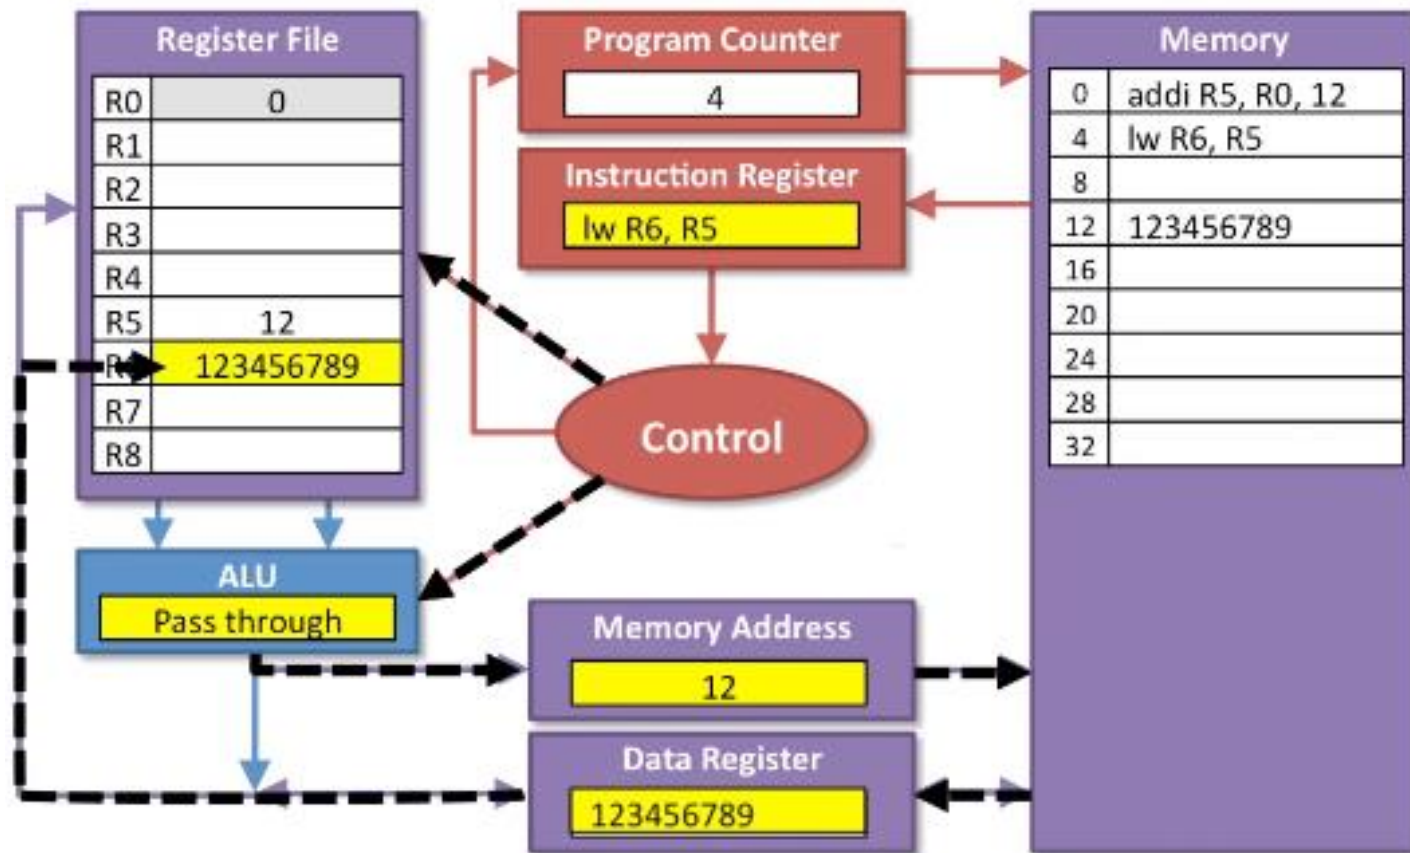 Register File
R0 0
R1
R2
R3
R4
R5 12
123456789
R7
R8
ALU
Pass through
Program Counter
4
Instruction Register
lw R6, R5
Control
Memory Address
12
Data Register
123456789
Memory
0 addi R5, R0, 12
4 lw R6, R5
8
12 123456789
16
20
24
28
32